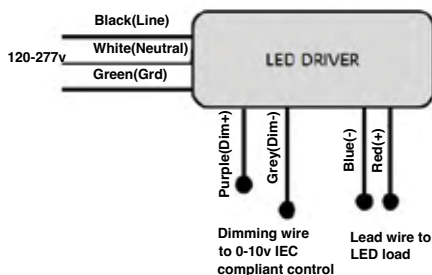 Black(Line)
120-277v
White(Neutral)
Green(Grd)
LED DRIVER
Purple(Dim+)
Grey(Dim-)
Blue(-)
Red(+)
Dimming wire
to 0-10v IEC
compliant control
Lead wire to
LED load